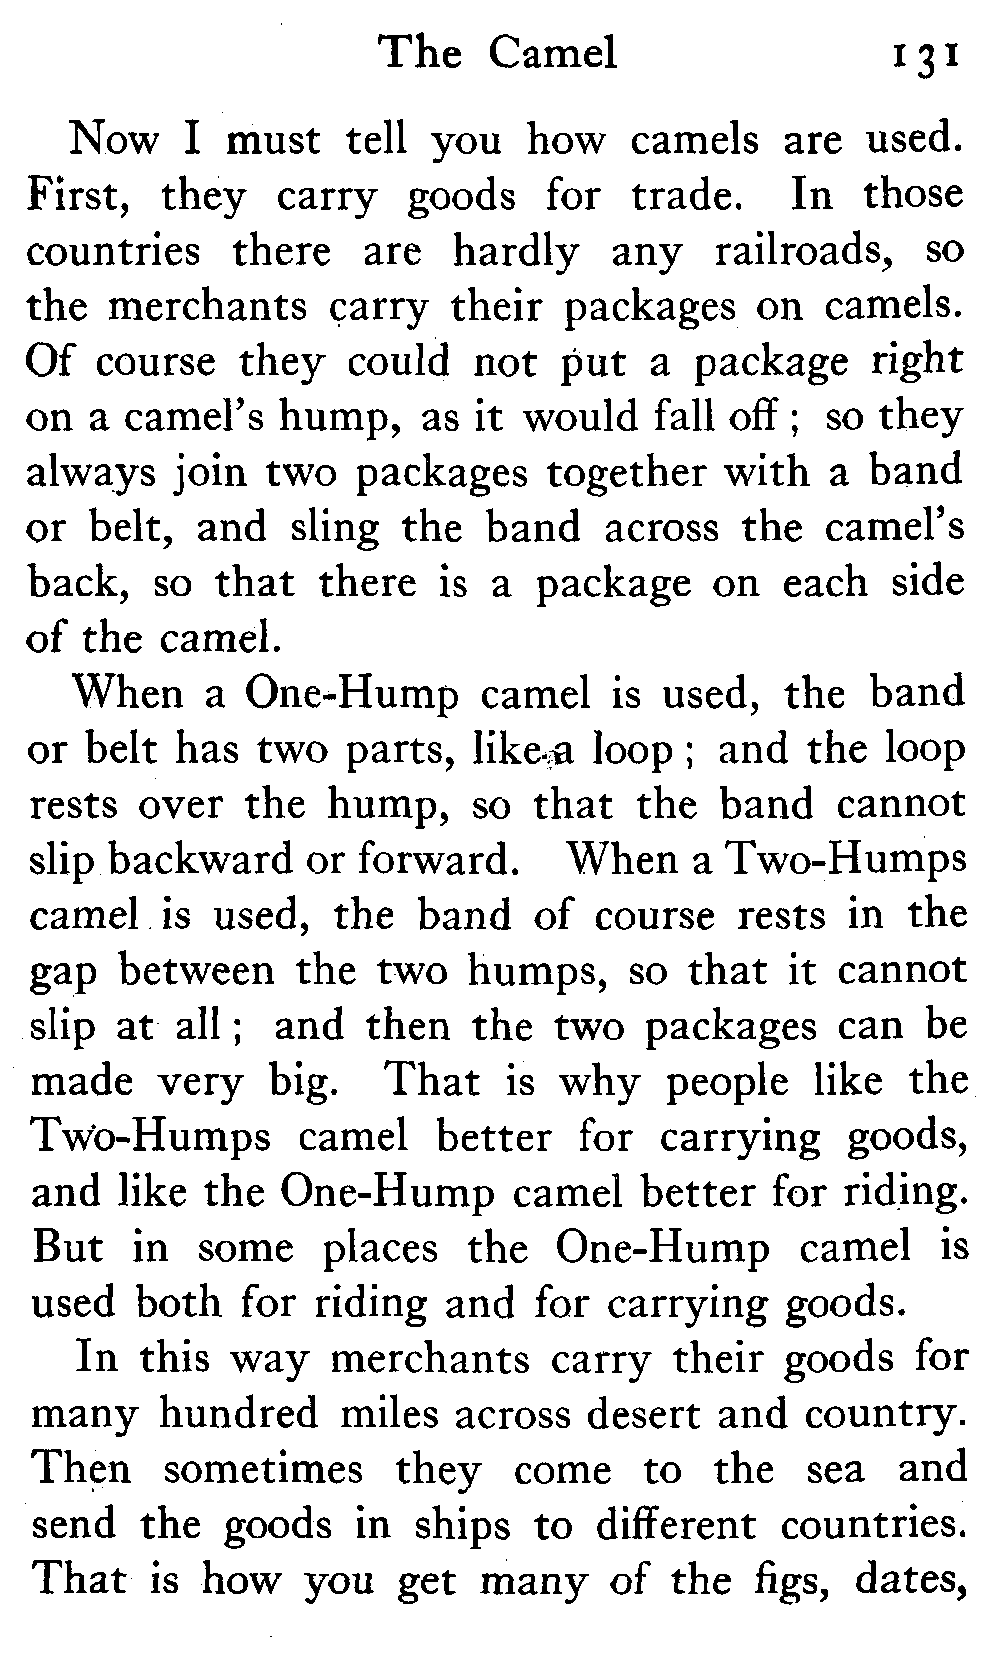 The Camel 131
Now I must tell you how camels are used.
First, they carry goods for trade. In those
countries there are hardly any railroads, so
the merchants carry their packages on camels.
Of course they could not put a package right
on a camel's hump, as it would fall off ; so they
always join two packages together with a band
or belt, and sling the band across the camel's
back, so that there is a package on each side
of the camel.
When a One-Hump camel is used, the band
or belt has two parts, like a loop ; and the loop
rests over the hump, so that the band cannot
slip backward or forward. When a Two-Humps
camel is used, the band of course rests in the
gap between the two humps, so that it cannot
slip at all ; and then the two packages can be
made very big. That is why people like the
Two-Humps camel better for carrying goods,
and like the One-Hump camel better for riding.
But in some places the One-Hump camel is
used both for riding and for carrying goods.
In this way merchants carry their goods for
many hundred miles across desert and country.
Then sometimes they come to the sea and
send the goods in ships to different countries.
That is how you get many of the figs, dates,